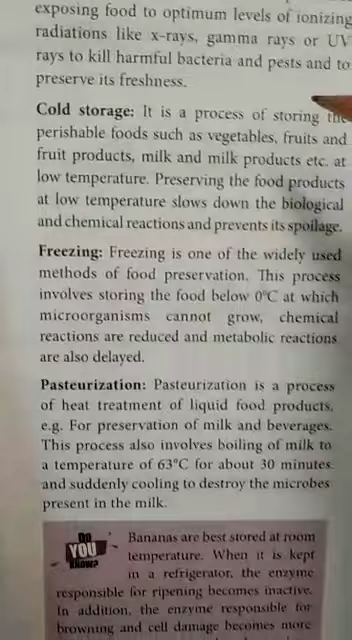 exposing food to optimum levels of ionizing
radiations like x-rays, gamma rays or UV
rays to kill harmful bacteria and pests and to
preserve its freshness.
Cold storage: It is a process of storing the
perishable foods such as vegetables, fruits and
fruit products, milk and milk products etc. at
low temperature. Preserving the food products
at low temperature slows down the biological
and chemical reactions and prevents its spoilage.
Freezing: Freezing is one of the widely used
methods of food preservation. This process
involves storing the food below 0°C at which
microorganisms cannot grow, chemical
reactions are reduced and metabolic reactions
are also delayed.
Pasteurization: Pasteurization is a process
of heat treatment of liquid food products.
e.g. For preservation of milk and beverages.
This process also involves boiling of milk to
a temperature of 63°C for about 30 minutes
and suddenly cooling to destroy the microbes
present in the milk.
DO
YOU
KNOW?
Bananas are best stored at room
temperature. When it is kept
in a refrigerator, the enzyme
responsible for ripening becomes inactive.
In addition, the enzyme responsible for
browning and cell damage becomes more